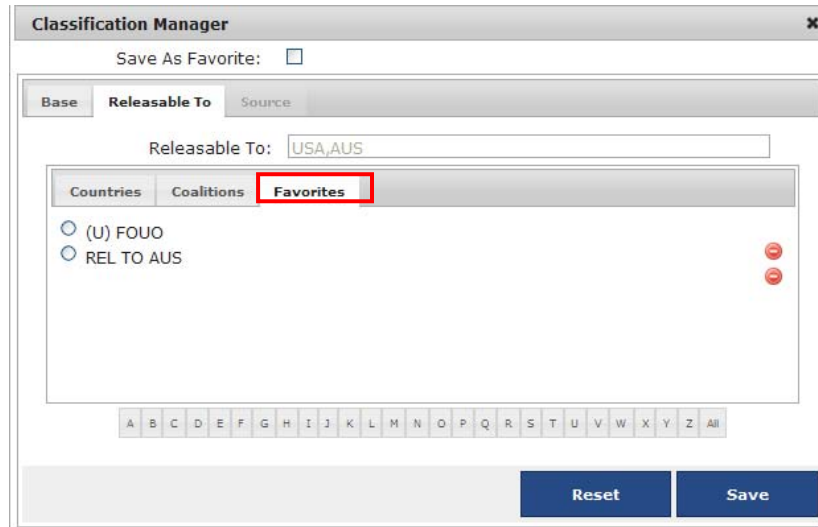 Classification Manager
Save As Favorite:
Base Releasable To Source
Releasable To: USA,AUS
Countries Coalitions Favorites
(U) FOUO
REL TO AUS
A B C D E F G H I J K L M N O P Q R S T U V W X Y Z All
Reset Save